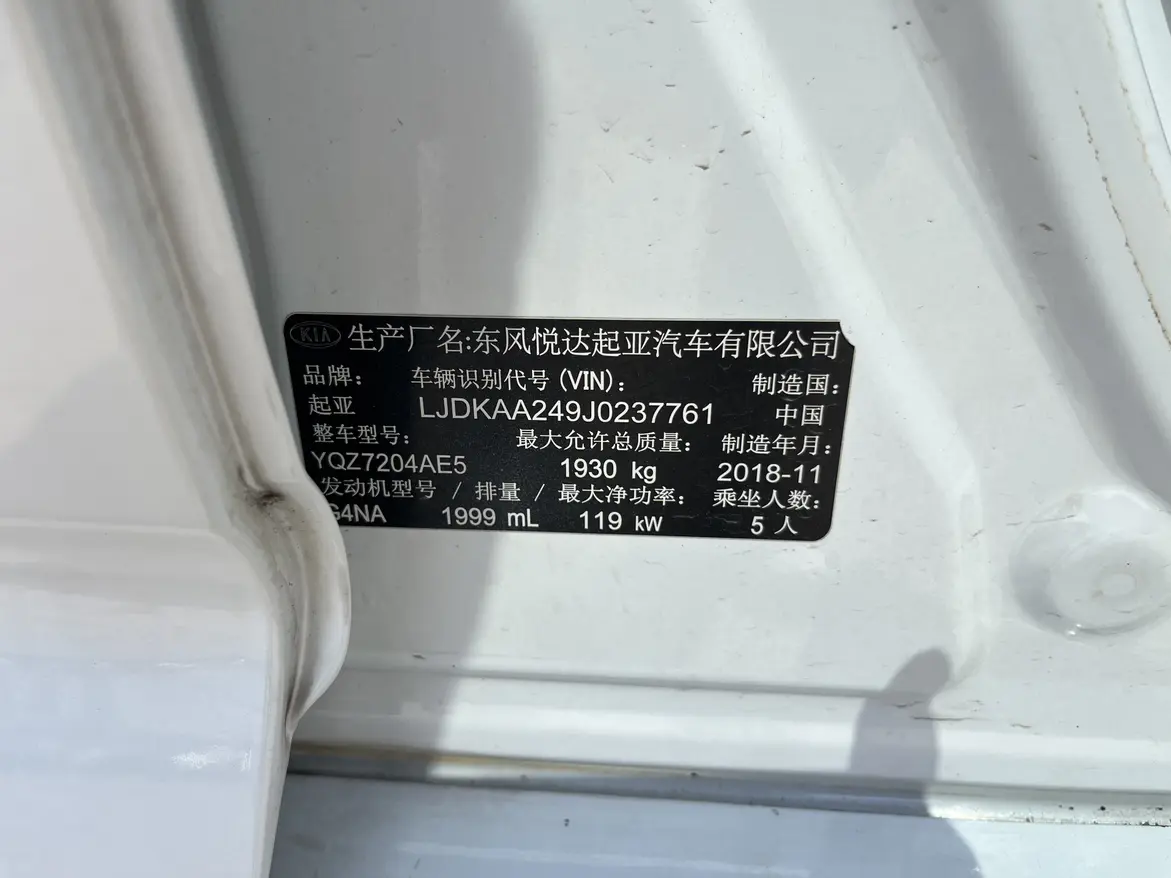 KIA 生产厂名:东风悦达起亚汽车有限公司
品牌: 车辆识别代号(VIN): 制造国:
起亚 LJDKAA249J0237761 中国
整车型号: 最大允许总质量: 制造年月:
YQZ7204AE5 1930 kg 2018-11
发动机型号 / 排量 / 最大净功率: 乘坐人数:
G4NA 1999 mL 119 kW 5 人